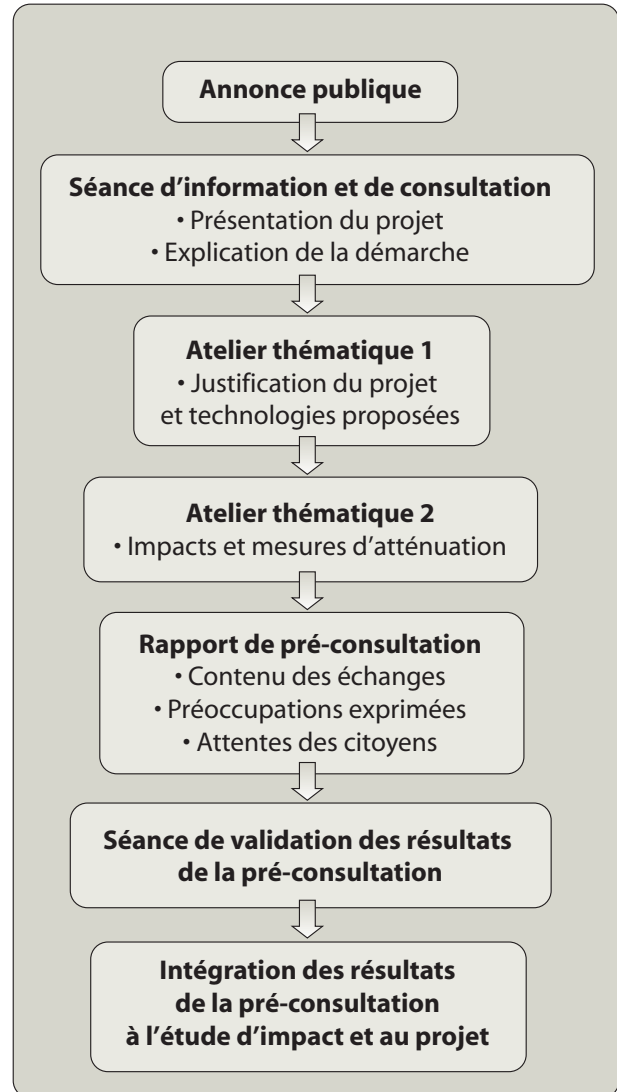 Annonce publique
Séance d’information et de consultation
• Présentation du projet
• Explication de la démarche
Atelier thématique 1
• Justification du projet
et technologies proposées
Atelier thématique 2
• Impacts et mesures d’atténuation
Rapport de pré-consultation
• Contenu des échanges
• Préoccupations exprimées
• Attentes des citoyens
Séance de validation des résultats
de la pré-consultation
Intégration des résultats
de la pré-consultation
à l’étude d’impact et au projet